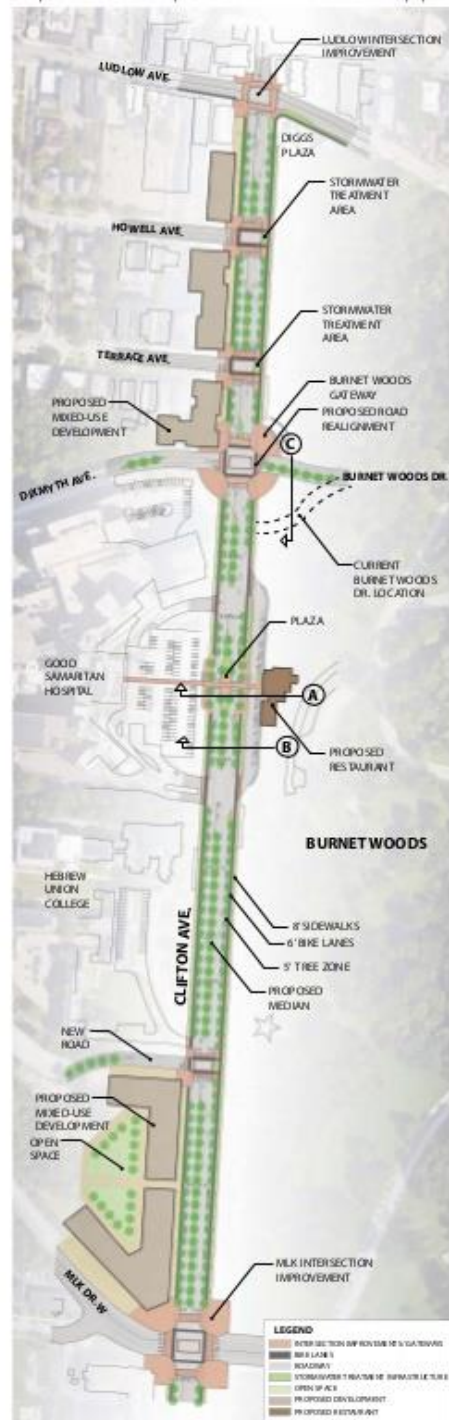 LUDLOW INTERSECTION
IMPROVEMENT
LUDLOW AVE.
DIGGS
PLAZA
STORMWATER
TREATMENT
AREA
HOWELL AVE.
STORMWATER
TREATMENT
AREA
TERRACE AVE.
BURNET WOODS
GATEWAY
PROPOSED
MIXED-USE
DEVELOPMENT
PROPOSED ROAD
REALIGNMENT
C
BURNET WOODS DR.
DIXMYTH AVE.
CURRENT
BURNET WOODS
DR. LOCATION
PLAZA
GOOD
SAMARITAN
HOSPITAL
A
B
PROPOSED
RESTAURANT
BURNET WOODS
HEBREW
UNION
COLLEGE
CLIFTON AVE.
8' SIDEWALKS
6' BIKE LANES
5' TREE ZONE
PROPOSED
MEDIAN
NEW
ROAD
PROPOSED
MIXED-USE
DEVELOPMENT
OPEN
SPACE
MLK INTERSECTION
IMPROVEMENT
MLK DR. W
LEGEND
INTERSECTION IMPROVEMENTS/GATEWAYS
BIKE LANES
ROADWAY
STORMWATER TREATMENT INFRASTRUCTURE
OPEN SPACE
PROPOSED DEVELOPMENT
PROPOSED RESTAURANT